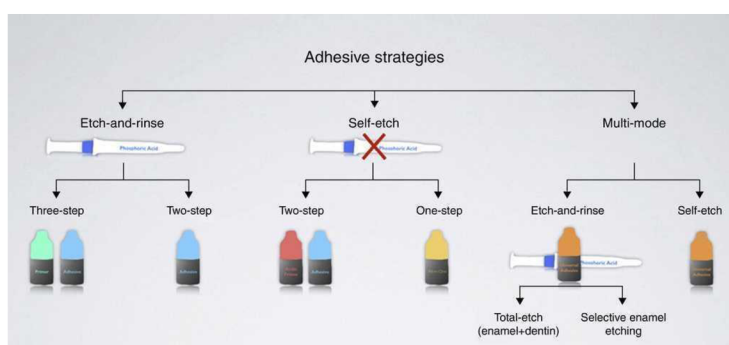 Adhesive strategies
Etch-and-rinse
Self-etch
Multi-mode
Phosphoric Acid
Phosphoric Acid
Three-step
Two-step
Two-step
One-step
Etch-and-rinse
Self-etch
Primer
Adhesive
Adhesive
Adhesive
Phosphoric Acid
Universal
Adhesive
Total-etch
(enamel+dentin)
Selective enamel
etching